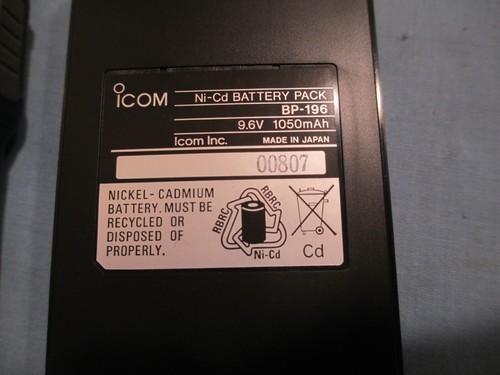 ICOM
Ni-Cd BATTERY PACK
BP-196
9.6V 1050mAh
Icom Inc. MADE IN JAPAN
00807
NICKEL-CADMIUM
BATTERY. MUST BE
RECYCLED OR
DISPOSED OF
PROPERLY.
RBRC
RBRC
Ni-Cd
Cd